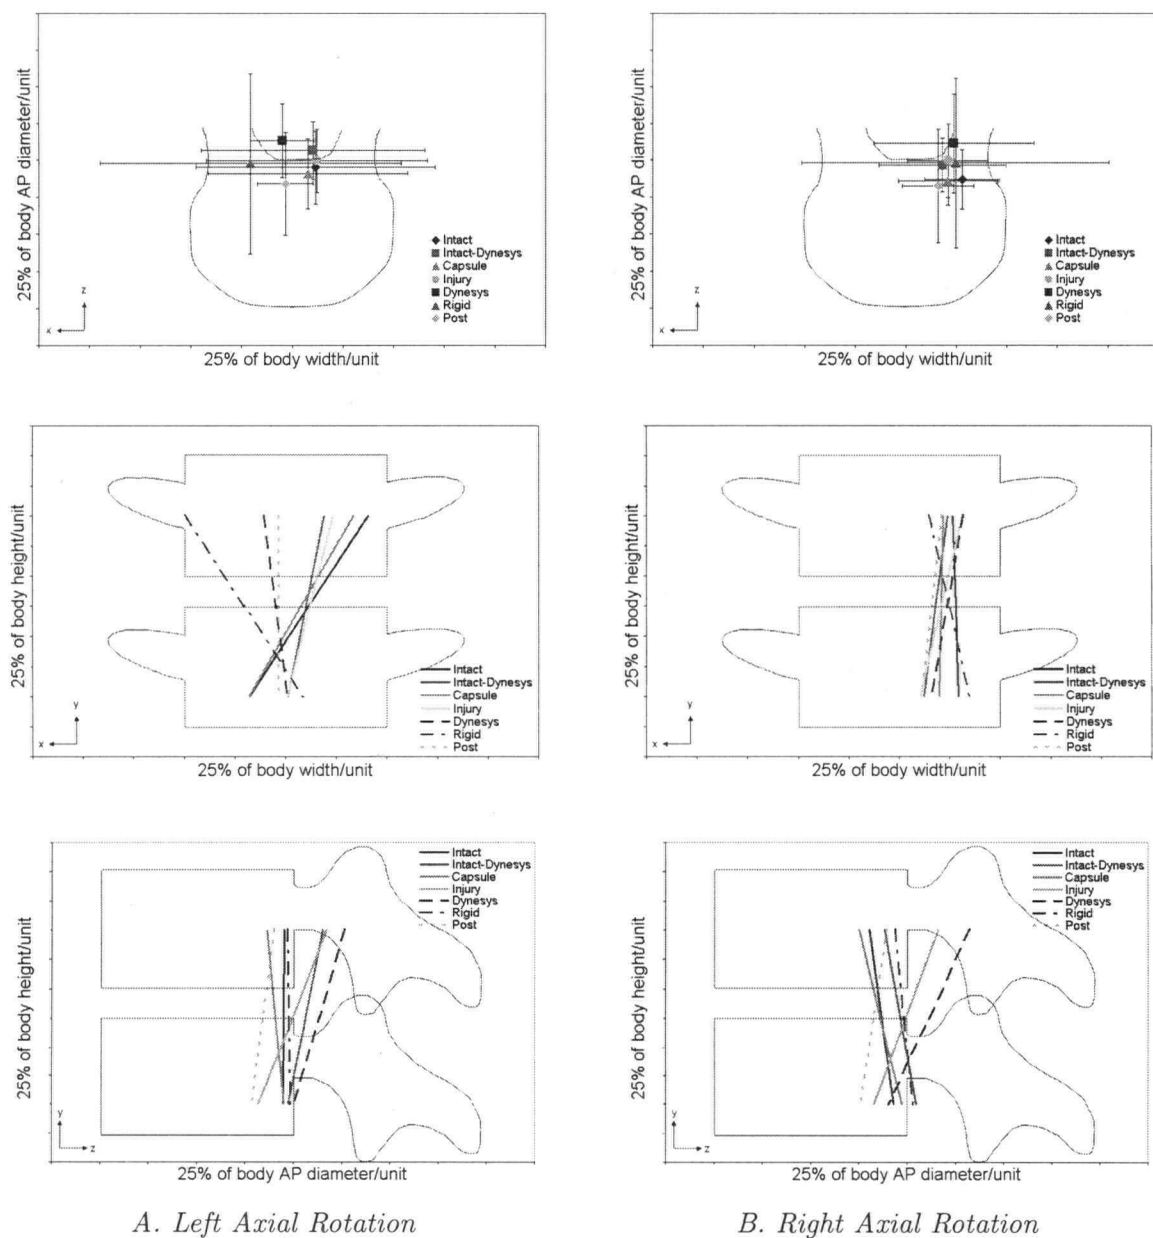 25% of body AP diameter/unit
z
x
Intact
Intact-Dynesys
Capsule
Injury
Dynesys
Rigid
Post
25% of body width/unit
25% of body AP diameter/unit
z
x
Intact
Intact-Dynesys
Capsule
Injury
Dynesys
Rigid
Post
25% of body width/unit
25% of body height/unit
y
x
Intact
Intact-Dynesys
Capsule
Injury
Dynesys
Rigid
Post
25% of body width/unit
25% of body height/unit
y
x
Intact
Intact-Dynesys
Capsule
Injury
Dynesys
Rigid
Post
25% of body width/unit
25% of body height/unit
Intact
Intact-Dynesys
Capsule
Injury
Dynesys
Rigid
Post
y
z
25% of body AP diameter/unit
25% of body height/unit
Intact
Intact-Dynesys
Capsule
Injury
Dynesys
Rigid
Post
y
z
25% of body AP diameter/unit
A. Left Axial Rotation
B. Right Axial Rotation